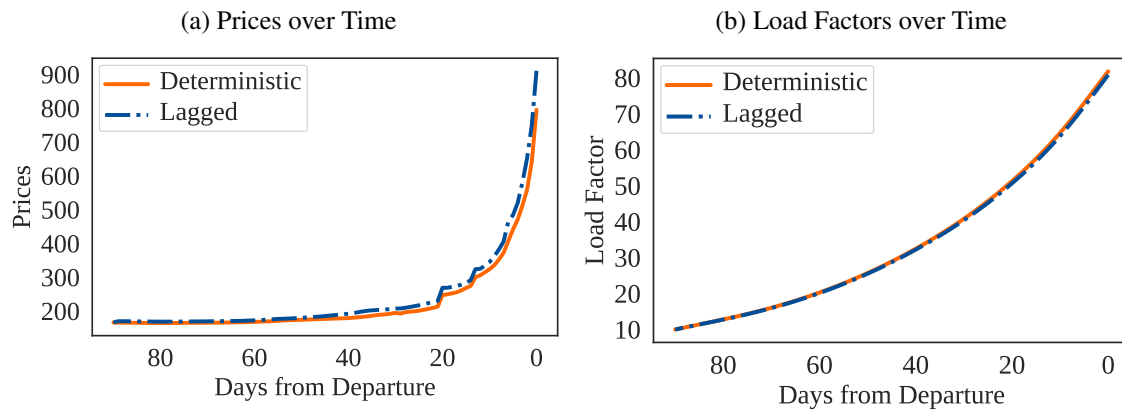 (a) Prices over Time
Deterministic
Lagged
900
800
700
600
500
400
300
200
Prices
80 60 40 20 0
Days from Departure
(b) Load Factors over Time
Deterministic
Lagged
80
70
60
50
40
30
20
10
Load Factor
80 60 40 20 0
Days from Departure